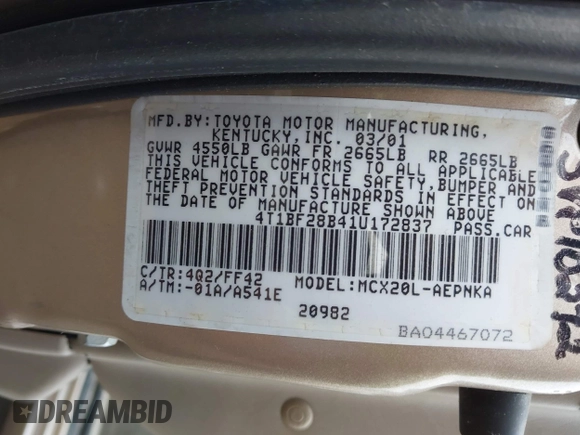 MFD.BY:TOYOTA MOTOR MANUFACTURING,
KENTUCKY,INC. 03/01
GVWR 4550LB GAWR FR 2665LB RR 2665LB
THIS VEHICLE CONFORMS TO ALL APPLICABLE
FEDERAL MOTOR VEHICLE SAFETY,BUMPER AND
THEFT PREVENTION STANDARDS IN EFFECT ON
THE DATE OF MANUFACTURE SHOWN ABOVE
4T1BF28B41U172837 PASS.CAR
C/TR:4Q2/FF42 MODEL:MCX20L-AEPNKA
A/TM:-01A/A541E
20982
BA04467072
DREAMBID